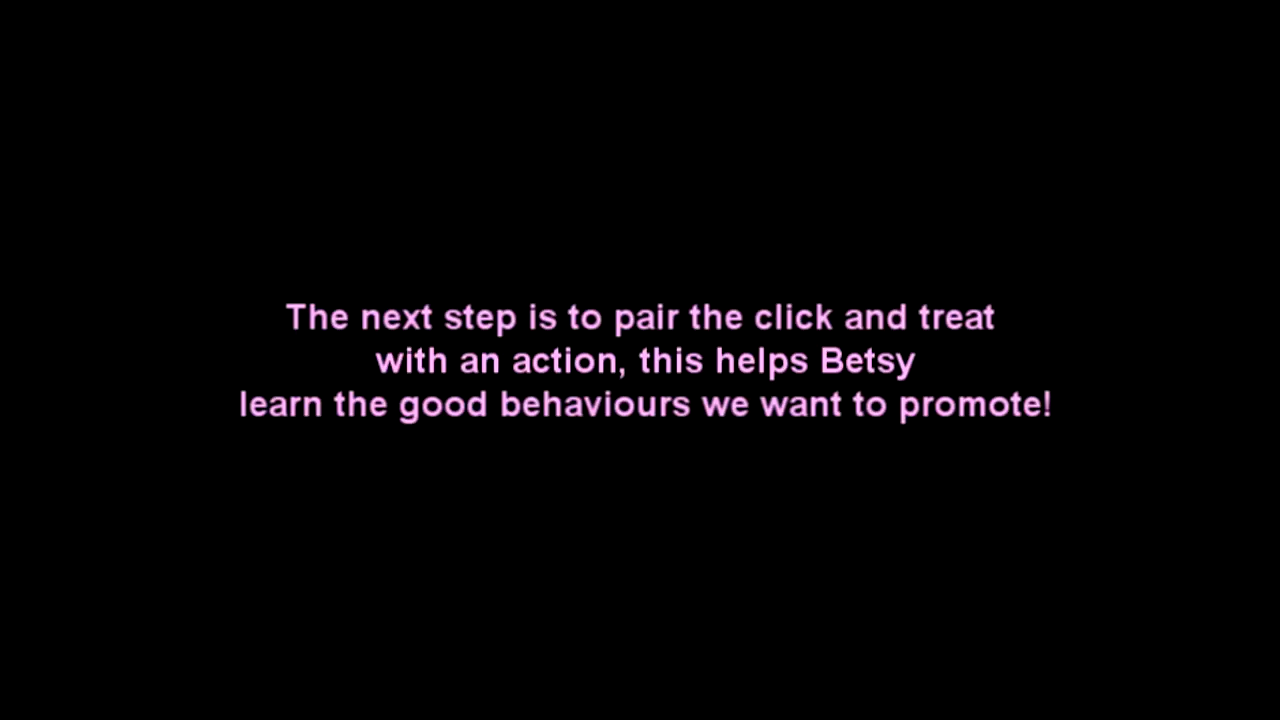 The next step is to pair the click and treat
with an action, this helps Betsy
learn the good behaviours we want to promote!